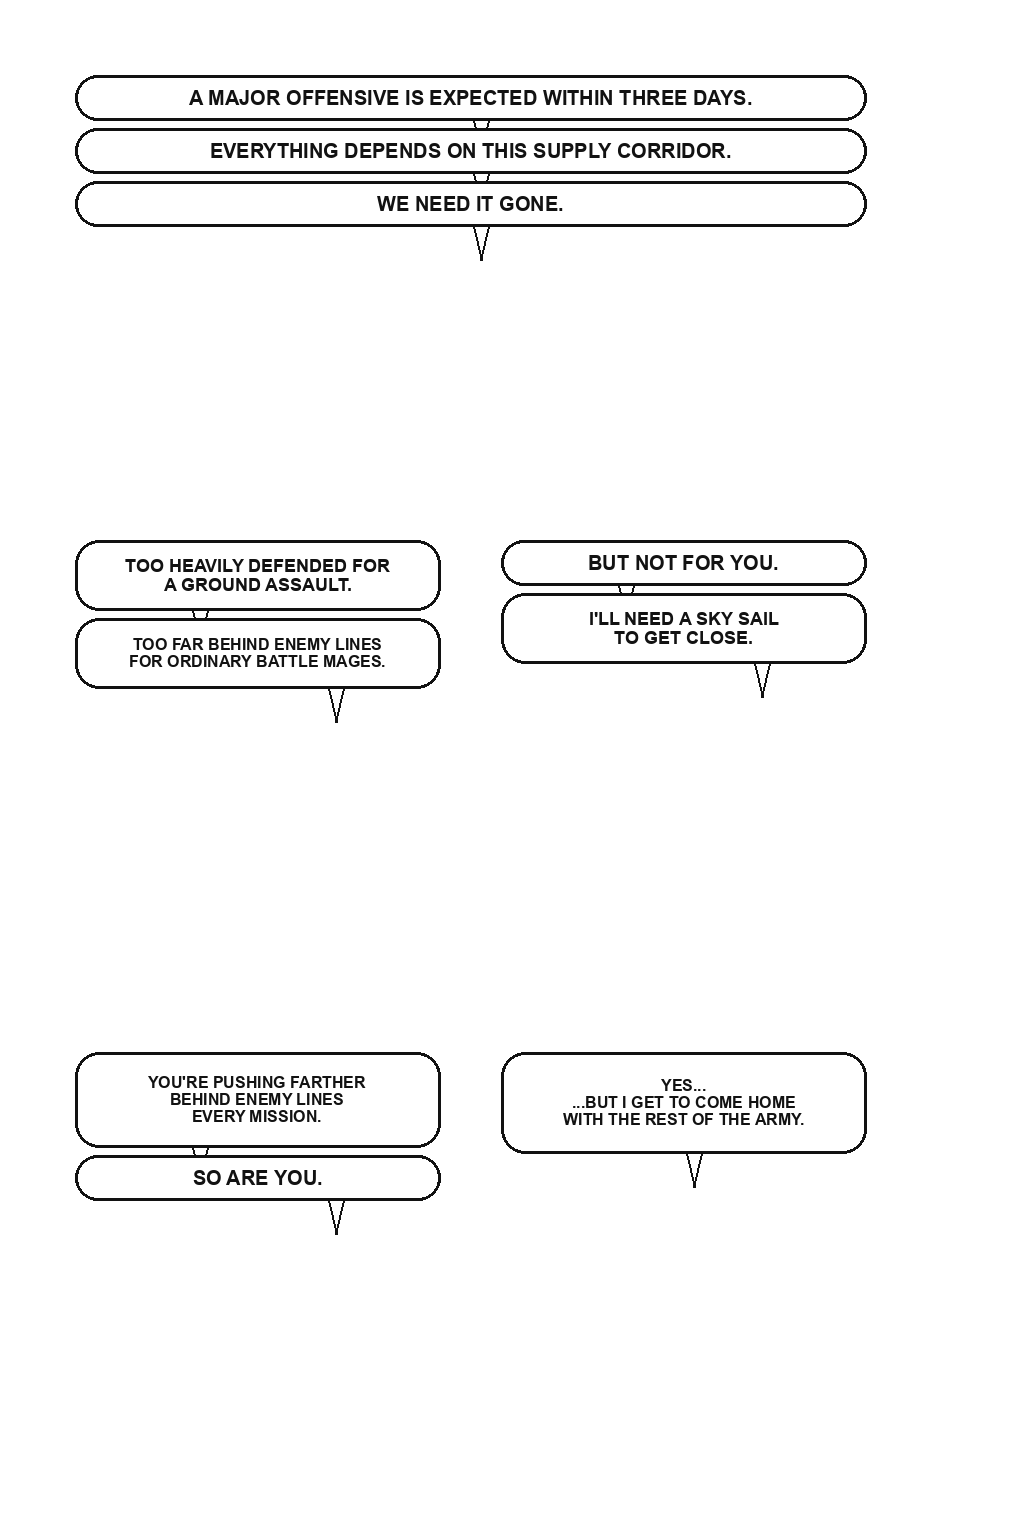 A MAJOR OFFENSIVE IS EXPECTED WITHIN THREE DAYS.
EVERYTHING DEPENDS ON THIS SUPPLY CORRIDOR.
WE NEED IT GONE.
TOO HEAVILY DEFENDED FOR
A GROUND ASSAULT.
TOO FAR BEHIND ENEMY LINES
FOR ORDINARY BATTLE MAGES.
BUT NOT FOR YOU.
I'LL NEED A SKY SAIL
TO GET CLOSE.
YOU'RE PUSHING FARTHER
BEHIND ENEMY LINES
EVERY MISSION.
SO ARE YOU.
YES...
...BUT I GET TO COME HOME
WITH THE REST OF THE ARMY.